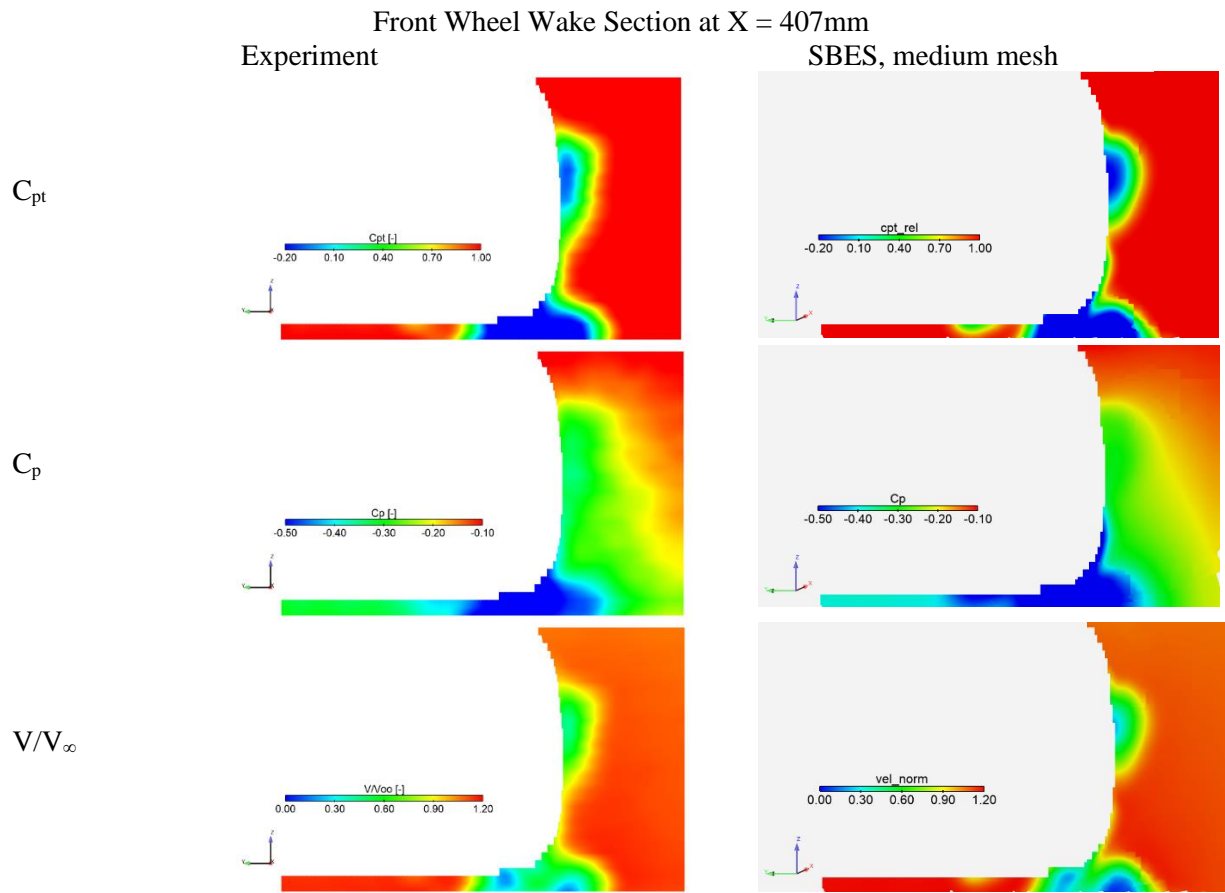 Front Wheel Wake Section at X = 407mm
Experiment SBES, medium mesh
Cpt
Cpt [-]
-0.20 0.10 0.40 0.70 1.00
Z
Y X
cpt_rel
-0.20 0.10 0.40 0.70 1.00
Z
Y X
Cp
Cp [-]
-0.50 -0.40 -0.30 -0.20 -0.10
Z
Y X
Cp
-0.50 -0.40 -0.30 -0.20 -0.10
Z
Y X
V/V∞
V/Voo [-]
0.00 0.30 0.60 0.90 1.20
Z
Y X
vel_norm
0.00 0.30 0.60 0.90 1.20
Z
Y X